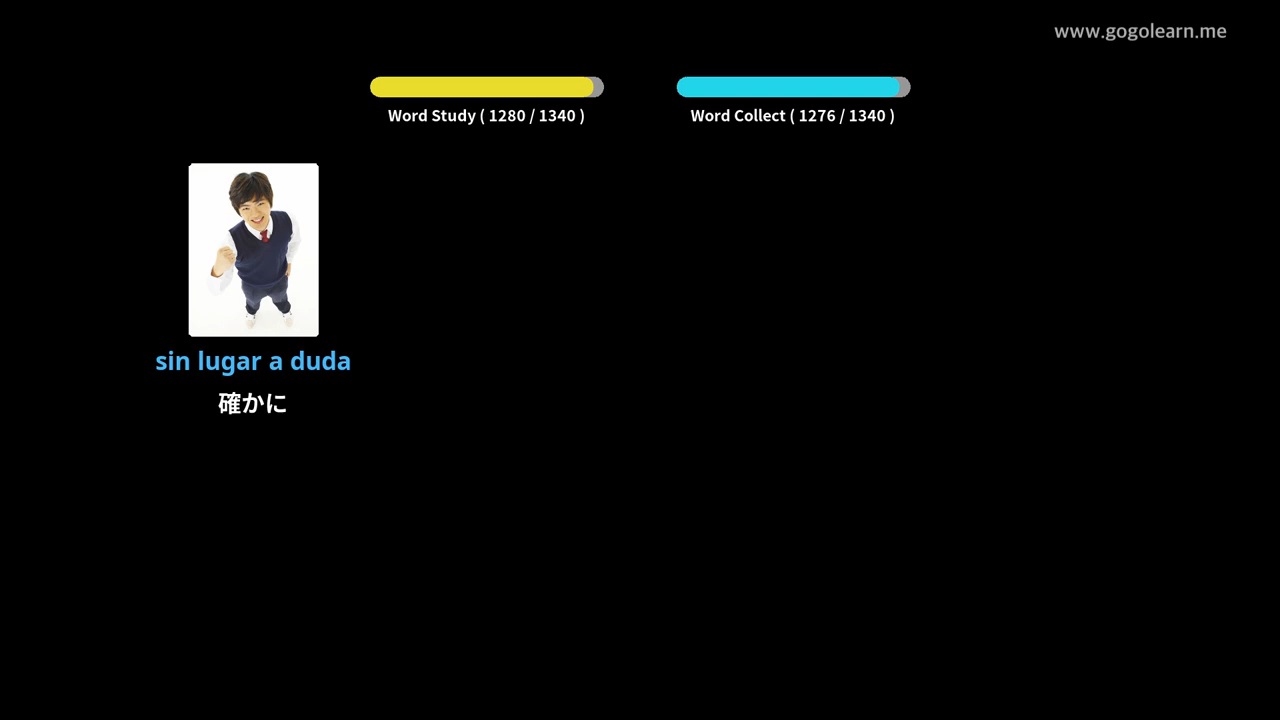 www.gogolearn.me
Word Study ( 1280 / 1340 )
Word Collect ( 1276 / 1340 )
sin lugar a duda
確かに